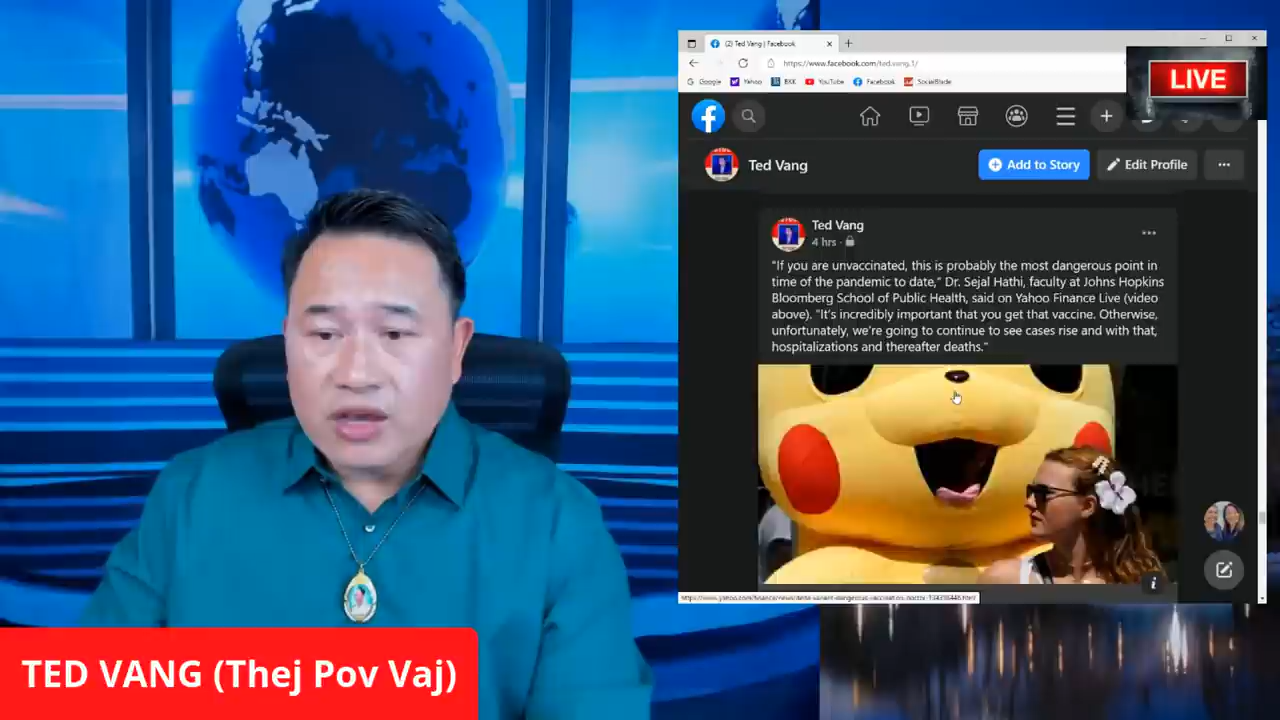 (2) Ted Vang | Facebook
https://www.facebook.com/ted.vang.1/
Google Yahoo BKK YouTube Facebook SocialBlade
LIVE
Ted Vang
Add to Story
Edit Profile
Ted Vang
4 hrs
"If you are unvaccinated, this is probably the most dangerous point in
time of the pandemic to date," Dr. Sejal Hathi, faculty at Johns Hopkins
Bloomberg School of Public Health, said on Yahoo Finance Live (video
above). "It's incredibly important that you get that vaccine. Otherwise,
unfortunately, we're going to continue to see cases rise and with that,
hospitalizations and thereafter deaths."
TED VANG (Thej Pov Vaj)